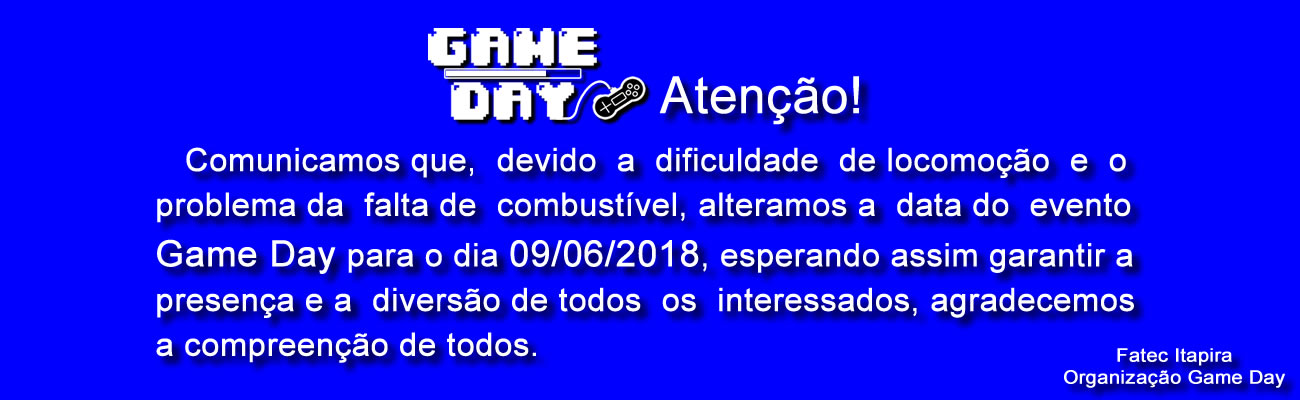 GAME
DAY Atenção!
Comunicamos que, devido a dificuldade de locomoção e o
problema da falta de combustível, alteramos a data do evento
Game Day para o dia 09/06/2018, esperando assim garantir a
presença e a diversão de todos os interessados, agradecemos
a compreenção de todos.
Fatec Itapira
Organização Game Day